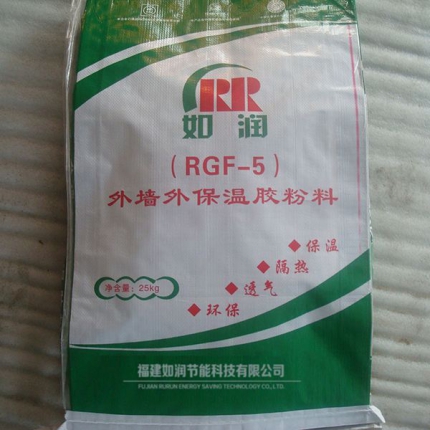 RR
如润
（RGF-5）
外墙外保温胶粉料
◆保温
◆隔热
◆透气
◆环保
净含量：25kg
福建如润节能科技有限公司
FUJIAN RURUN ENERGY SAVING TECHNOLOGY CO.,LTD.